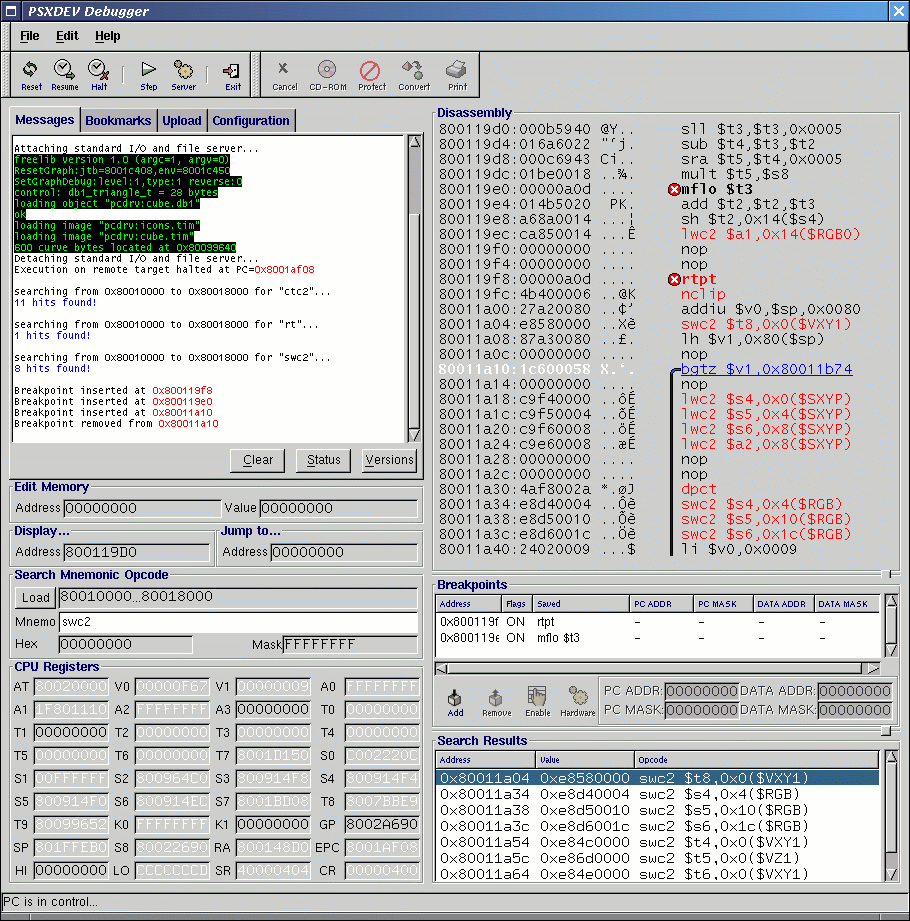 PSXDEV Debugger
File Edit Help
Reset Resume Halt Step Server Exit Cancel CD-ROM Protect Convert Print
Messages Bookmarks Upload Configuration
Attaching standard I/O and file server...
freelib version 1.0 (argc=1, argv=0)
ResetGraph:jtb=8001c408,env=8001c450
SetGraphDebug:level:1,type:1 reverse:0
control: db1_triangle_t = 28 bytes
loading object "pcdrv:cube.db1"
ok
loading image "pcdrv:icons.tim"
loading image "pcdrv:cube.tim"
600 curve bytes located at 0x80099640
Detaching standard I/O and file server...
Execution on remote target halted at PC=0x8001af08
searching from 0x80010000 to 0x80018000 for "ctc2"...
11 hits found!
searching from 0x80010000 to 0x80018000 for "rt"...
1 hits found!
searching from 0x80010000 to 0x80018000 for "swc2"...
8 hits found!
Breakpoint inserted at 0x800119f8
Breakpoint inserted at 0x800119e0
Breakpoint inserted at 0x80011a10
Breakpoint removed from 0x80011a10
Clear Status Versions
Edit Memory
Address 00000000 Value 00000000
Display... Jump to...
Address 800119D0 Address 00000000
Search Mnemonic Opcode
Load 80010000...80018000
Mnemo swc2
Hex 00000000 Mask FFFFFFFF
CPU Registers
AT 80020000 V0 00000F67 V1 00000009 A0 FFFFFFFF
A1 1F801110 A2 FFFFFFFF A3 00000000 T0 00000000
T1 00000000 T2 00000000 T3 00000000 T4 00000000
T5 00000000 T6 00000000 T7 8001D150 S0 C002220C
S1 00FFFFFF S2 800964C0 S3 800914F8 S4 800914F4
S5 800914F0 S6 800914EC S7 8001BD08 T8 8007BBE9
T9 80099652 K0 FFFFFFFF K1 00000000 GP 8002A690
SP 801FFEB0 S8 80022690 RA 800148D0 EPC 8001AF08
HI 00000000 LO CCCCCCCD SR 40000404 CR 00000400
Disassembly
800119d0:000b5940 @Y.. sll $t3,$t3,0x0005
800119d4:016a6022 "`j. sub $t4,$t3,$t2
800119d8:000c6943 Ci.. sra $t5,$t4,0x0005
800119dc:01be0018 ..¾. mult $t5,$s8
800119e0:00000a0d .... mflo $t3
800119e4:014b5020 PK. add $t2,$t2,$t3
800119e8:a68a0014 ...¦ sh $t2,0x14($s4)
800119ec:ca850014 ...Ê lwc2 $a1,0x14($RGB0)
800119f0:00000000 .... nop
800119f4:00000000 .... nop
800119f8:00000a0d .... rtpt
800119fc:4b400006 ..@K nclip
80011a00:27a20080 ..¢' addiu $v0,$sp,0x0080
80011a04:e8580000 ..Xè swc2 $t8,0x0($VXY1)
80011a08:87a30080 ..£. lh $v1,0x80($sp)
80011a0c:00000000 .... nop
80011a10:1c600058 X.`. bgtz $v1,0x80011b74
80011a14:00000000 .... nop
80011a18:c9f40000 ..ôÉ lwc2 $s4,0x0($SXYP)
80011a1c:c9f50004 ..õÉ lwc2 $s5,0x4($SXYP)
80011a20:c9f60008 ..öÉ lwc2 $s6,0x8($SXYP)
80011a24:c9e60008 ..æÉ lwc2 $a2,0x8($SXYP)
80011a28:00000000 .... nop
80011a2c:00000000 .... nop
80011a30:4af8002a *.øJ dpct
80011a34:e8d40004 ..Ôè swc2 $s4,0x4($RGB)
80011a38:e8d50010 ..Õè swc2 $s5,0x10($RGB)
80011a3c:e8d6001c ..Öè swc2 $s6,0x1c($RGB)
80011a40:24020009 ...$ li $v0,0x0009
Breakpoints
Address Flags Saved PC ADDR PC MASK DATA ADDR DATA MASK
0x800119f ON rtpt - - - -
0x800119e ON mflo $t3 - - - -
Add Remove Enable Hardware
PC ADDR: 00000000 DATA ADDR: 00000000
PC MASK: 00000000 DATA MASK: 00000000
Search Results
Address Value Opcode
0x80011a04 0xe8580000 swc2 $t8,0x0($VXY1)
0x80011a34 0xe8d40004 swc2 $s4,0x4($RGB)
0x80011a38 0xe8d50010 swc2 $s5,0x10($RGB)
0x80011a3c 0xe8d6001c swc2 $s6,0x1c($RGB)
0x80011a54 0xe84c0000 swc2 $t4,0x0($VXY1)
0x80011a5c 0xe86d0000 swc2 $t5,0x0($VZ1)
0x80011a64 0xe84e0000 swc2 $t6,0x0($VXY1)
PC is in control...